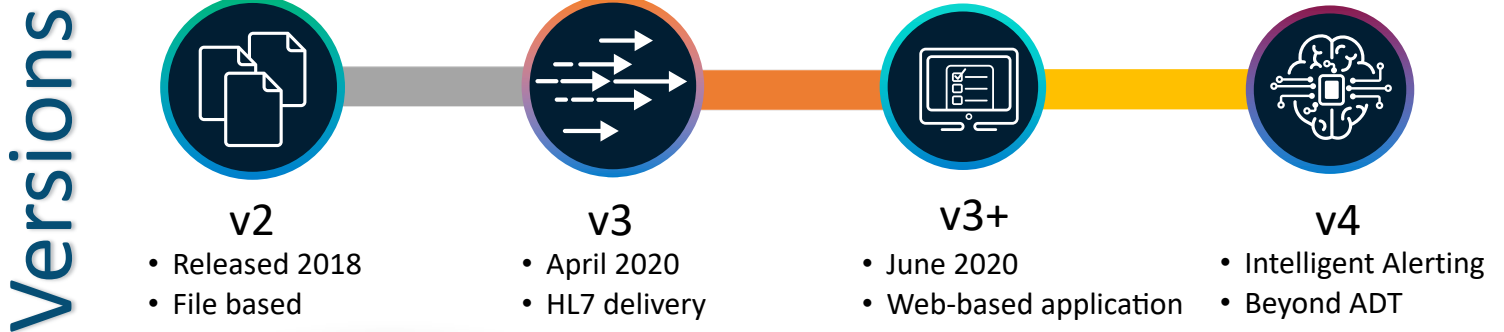 Versions
v2
• Released 2018
• File based
v3
• April 2020
• HL7 delivery
v3+
• June 2020
• Web-based application
v4
• Intelligent Alerting
• Beyond ADT